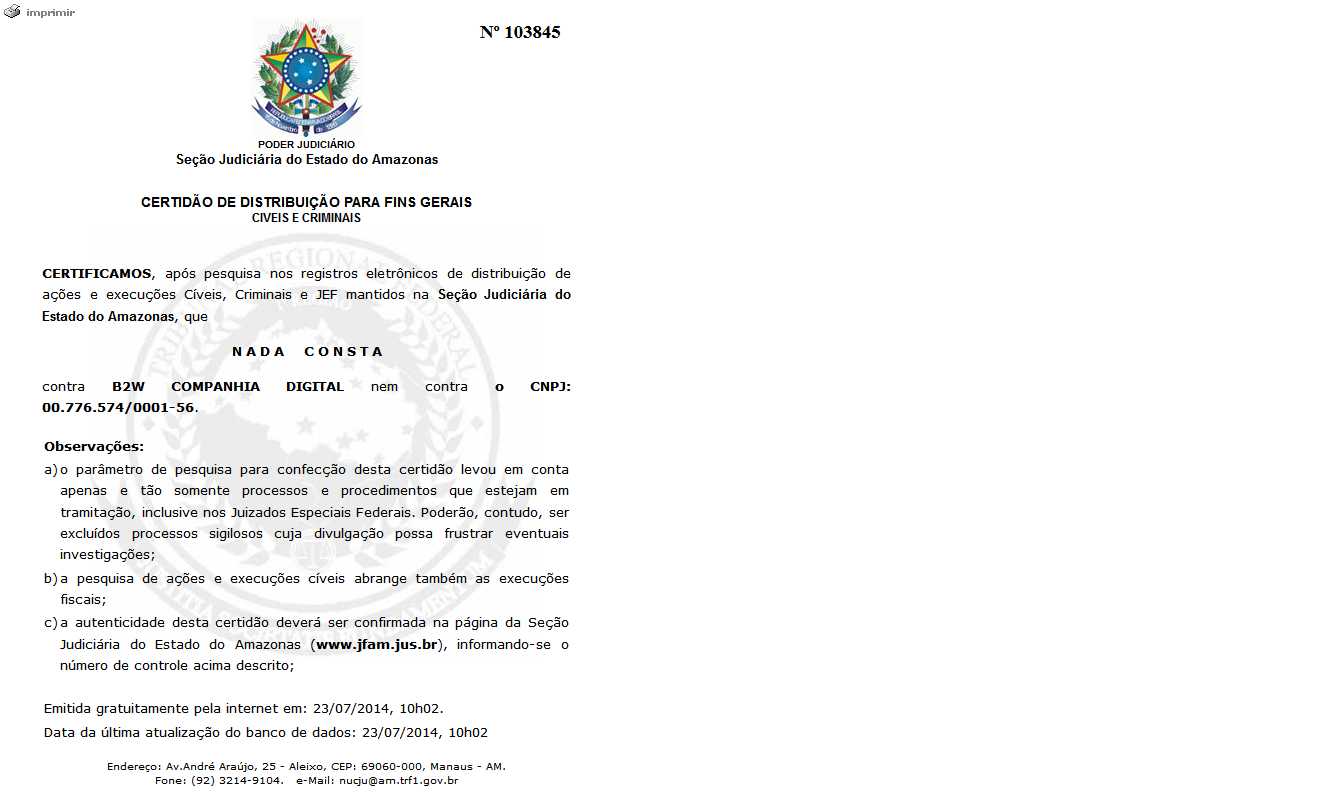 imprimir
Nº 103845
PODER JUDICIÁRIO
Seção Judiciária do Estado do Amazonas
CERTIDÃO DE DISTRIBUIÇÃO PARA FINS GERAIS
CIVEIS E CRIMINAIS
CERTIFICAMOS, após pesquisa nos registros eletrônicos de distribuição de
ações e execuções Cíveis, Criminais e JEF mantidos na Seção Judiciária do
Estado do Amazonas, que
NADA CONSTA
contra B2W COMPANHIA DIGITAL nem contra o CNPJ:
00.776.574/0001-56.
Observações:
a) o parâmetro de pesquisa para confecção desta certidão levou em conta
apenas e tão somente processos e procedimentos que estejam em
tramitação, inclusive nos Juizados Especiais Federais. Poderão, contudo, ser
excluídos processos sigilosos cuja divulgação possa frustrar eventuais
investigações;
b) a pesquisa de ações e execuções cíveis abrange também as execuções
fiscais;
c) a autenticidade desta certidão deverá ser confirmada na página da Seção
Judiciária do Estado do Amazonas (www.jfam.jus.br), informando-se o
número de controle acima descrito;
Emitida gratuitamente pela internet em: 23/07/2014, 10h02.
Data da última atualização do banco de dados: 23/07/2014, 10h02
Endereço: Av.André Araújo, 25 - Aleixo, CEP: 69060-000, Manaus - AM.
Fone: (92) 3214-9104. e-Mail: nucju@am.trf1.gov.br